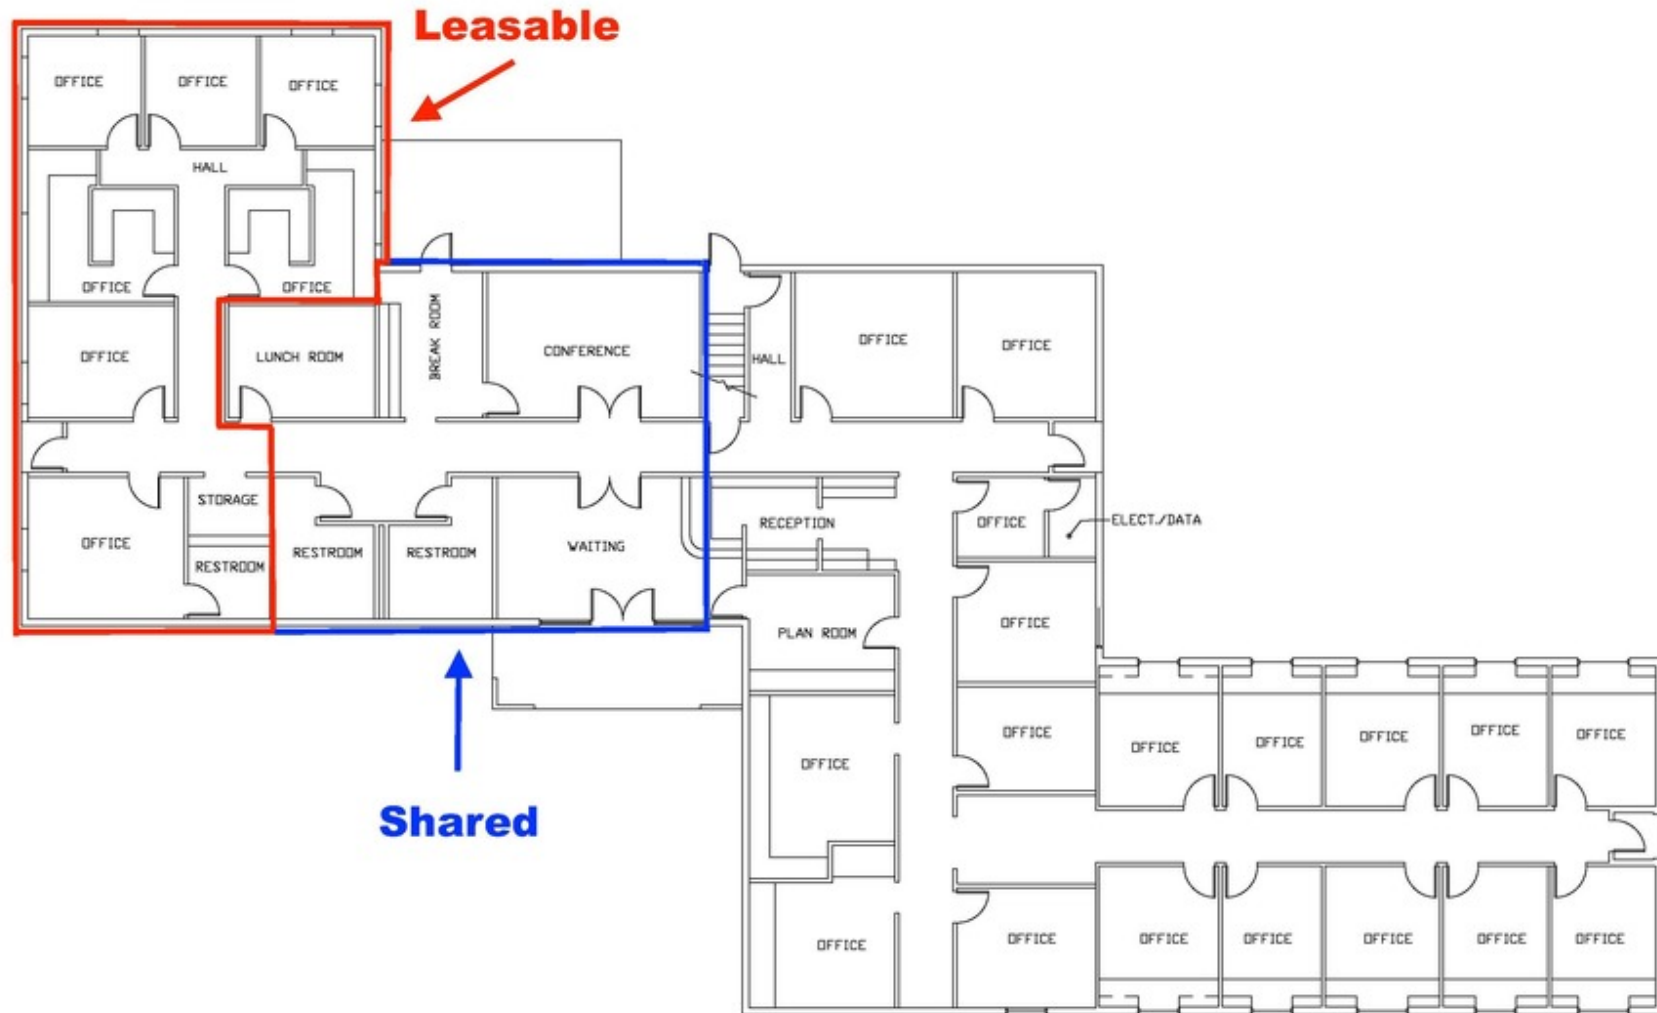 Leasable
OFFICE
OFFICE
OFFICE
HALL
OFFICE
OFFICE
LUNCH ROOM
BREAK ROOM
CONFERENCE
OFFICE
HALL
OFFICE
OFFICE
STORAGE
OFFICE
RESTROOM
RESTROOM
RESTROOM
WAITING
RECEPTION
OFFICE
ELECT./DATA
OFFICE
PLAN ROOM
OFFICE
OFFICE
OFFICE
OFFICE
OFFICE
OFFICE
OFFICE
OFFICE
Shared
OFFICE
OFFICE
OFFICE
OFFICE
OFFICE
OFFICE
OFFICE